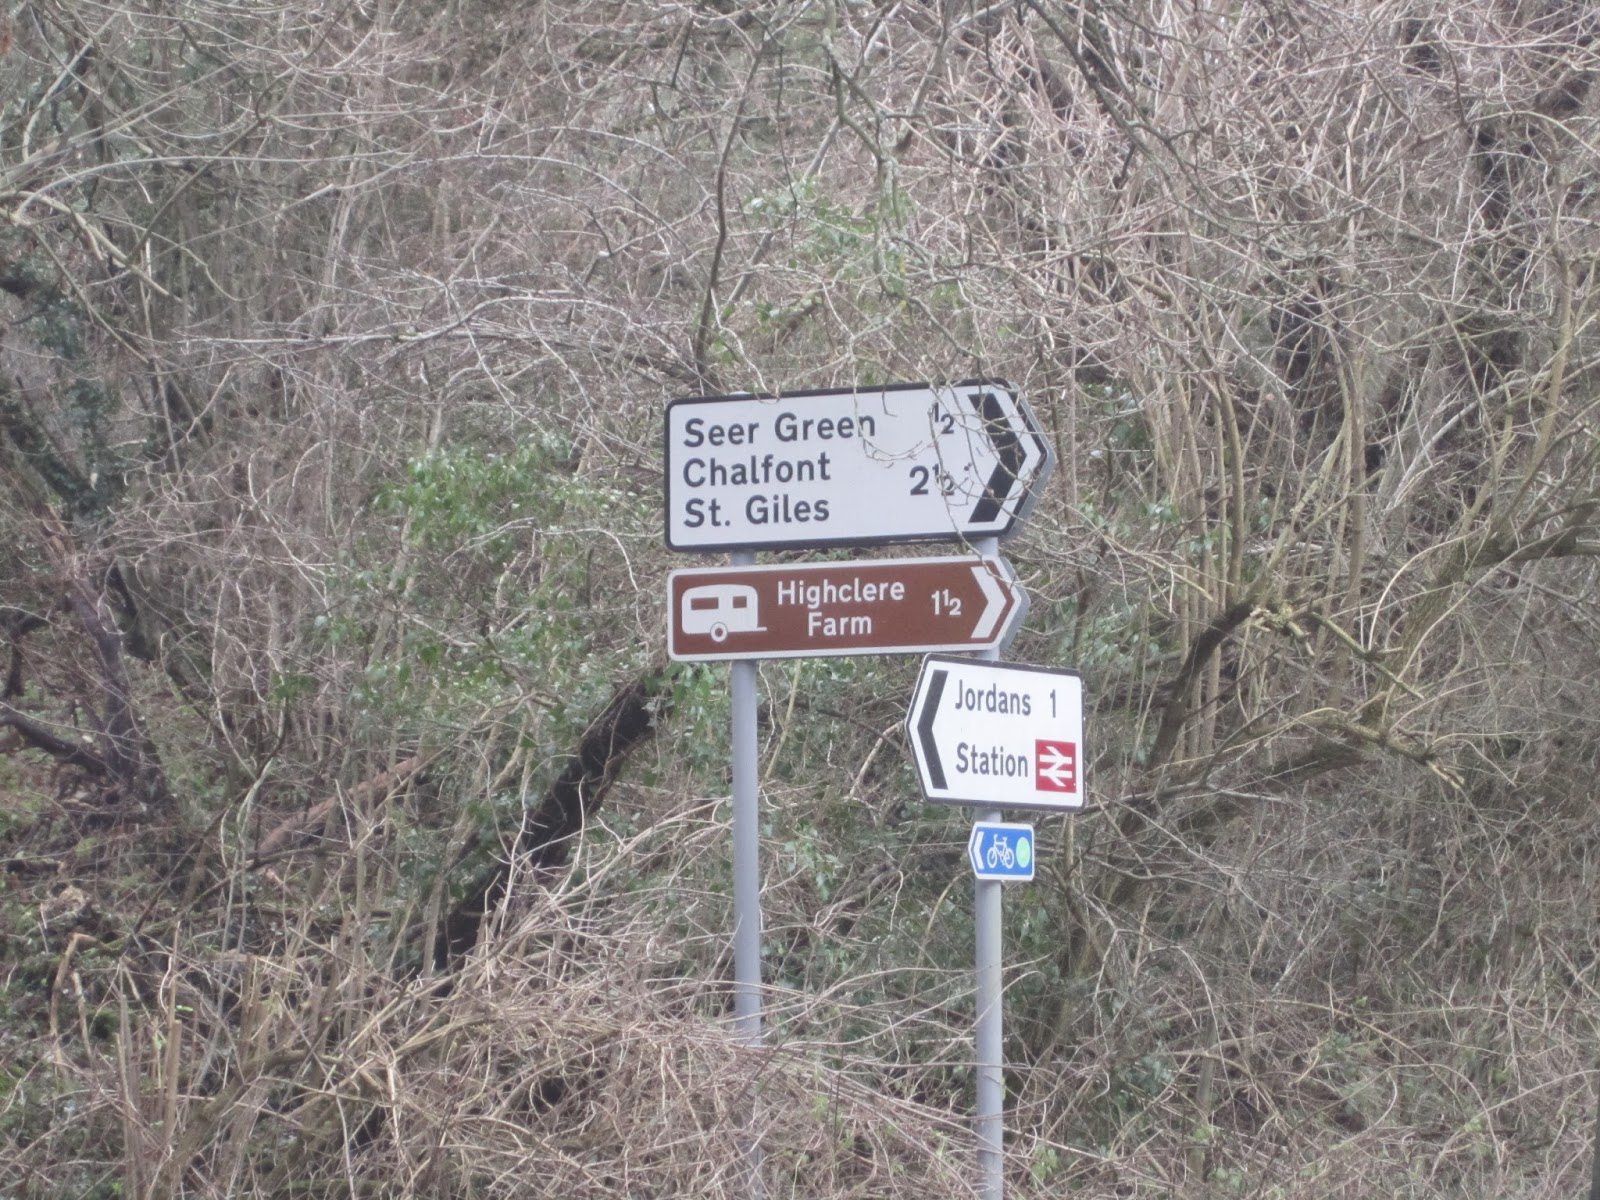 Seer Green ½
Chalfont
St. Giles 2½
Highclere
Farm 1½
Jordans 1
Station